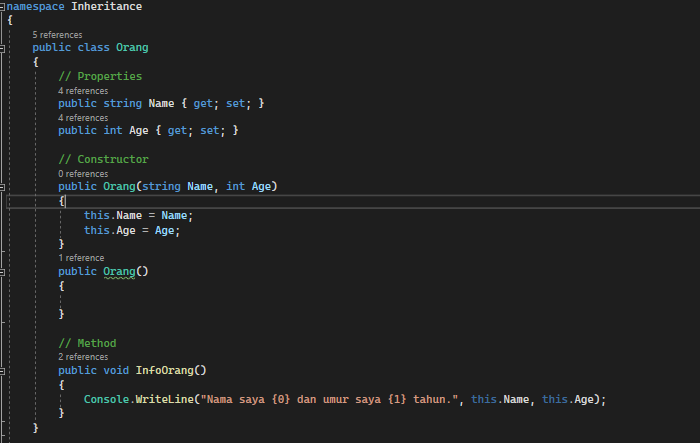 namespace Inheritance
{
5 references
public class Orang
{
// Properties
4 references
public string Name { get; set; }
4 references
public int Age { get; set; }
// Constructor
0 references
public Orang(string Name, int Age)
{
this.Name = Name;
this.Age = Age;
}
1 reference
public Orang()
{
}
// Method
2 references
public void InfoOrang()
{
Console.WriteLine("Nama saya {0} dan umur saya {1} tahun.", this.Name, this.Age);
}
}